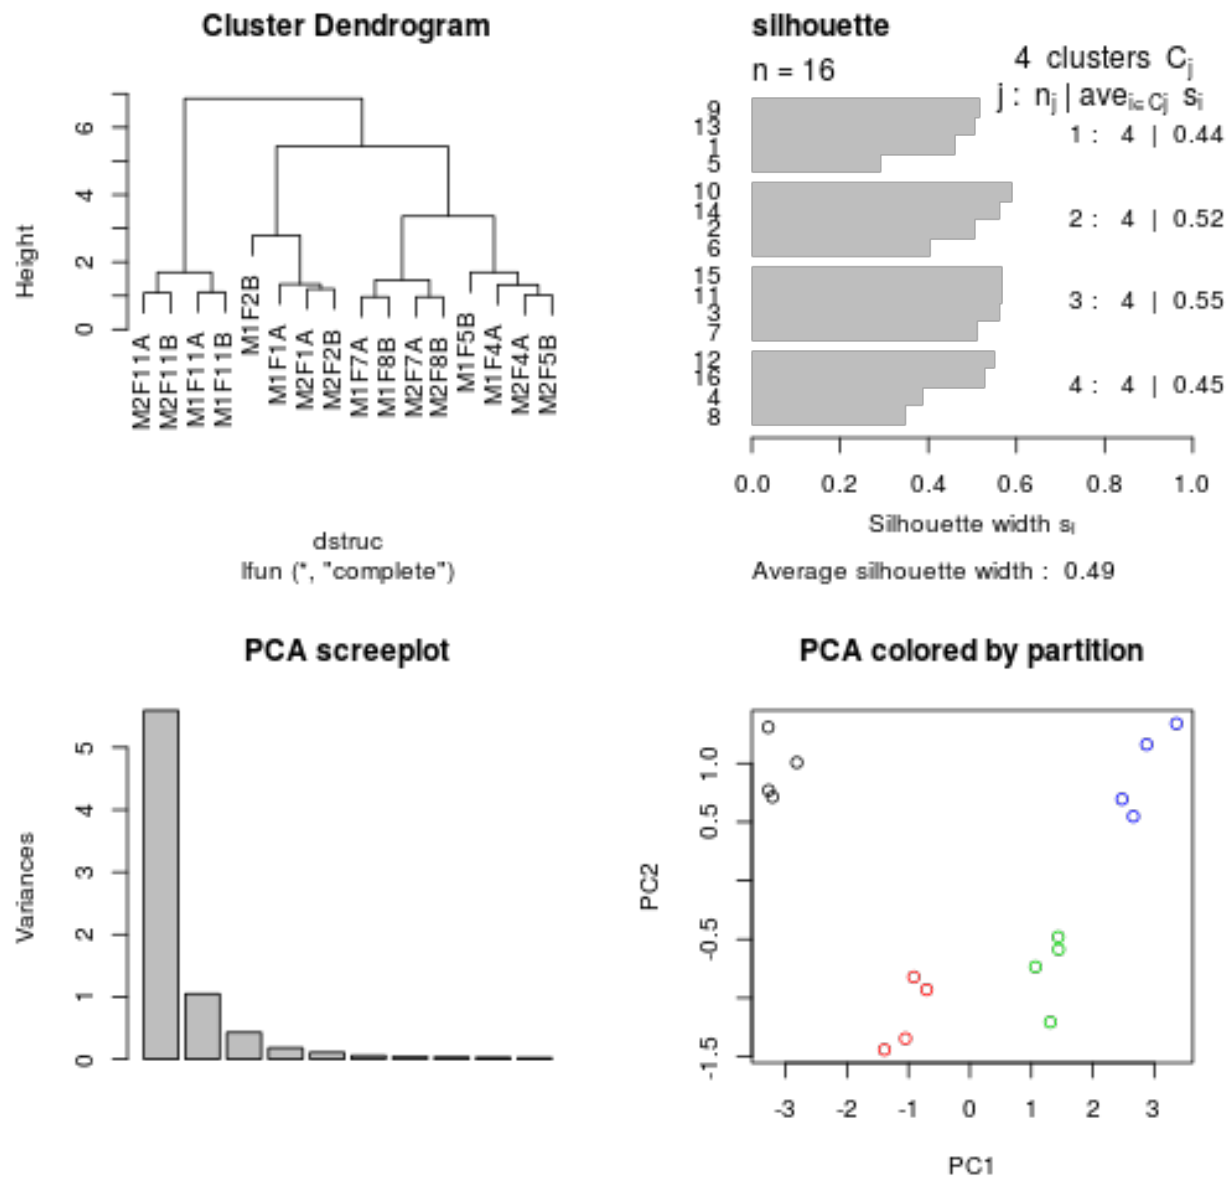 Cluster Dendrogram
Height
0 2 4 6
M2F11A
M2F11B
M1F11A
M1F11B
M1F2B
M1F1A
M2F1A
M2F2B
M1F7A
M1F8B
M2F7A
M2F8B
M1F5B
M1F4A
M2F4A
M2F5B
dstruc
lfun (*, "complete")
silhouette
n = 16
4 clusters Cj
j : nj | avei∈Cj si
9
13
1
5
1 : 4 | 0.44
10
14
2
6
2 : 4 | 0.52
15
11
3
7
3 : 4 | 0.55
12
16
4
8
4 : 4 | 0.45
0.0 0.2 0.4 0.6 0.8 1.0
Silhouette width si
Average silhouette width : 0.49
PCA screeplot
Variances
0 1 2 3 4 5
PCA colored by partition
PC2
-1.5 -0.5 0.5 1.0
-3 -2 -1 0 1 2 3
PC1